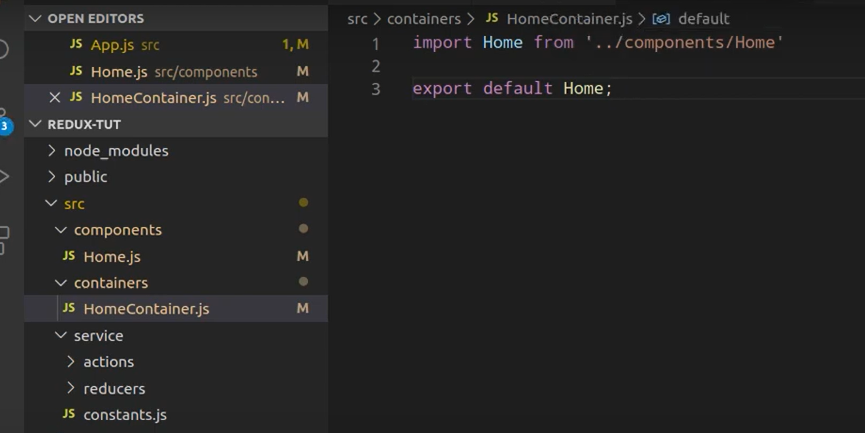 OPEN EDITORS
JS App.js src 1, M
JS Home.js src/components M
JS HomeContainer.js src/con... M
3
REDUX-TUT
node_modules
public
src
components
JS Home.js M
containers
JS HomeContainer.js M
service
actions
reducers
JS constants.js
src > containers > JS HomeContainer.js > default
1 import Home from '../components/Home'
2
3 export default Home;